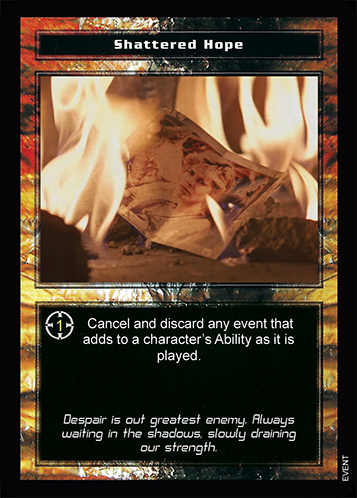 Shattered Hope
1
Cancel and discard any event that
adds to a character's Ability as it is
played.
Despair is out greatest enemy. Always
waiting in the shadows, slowly draining
our strength.
EVENT